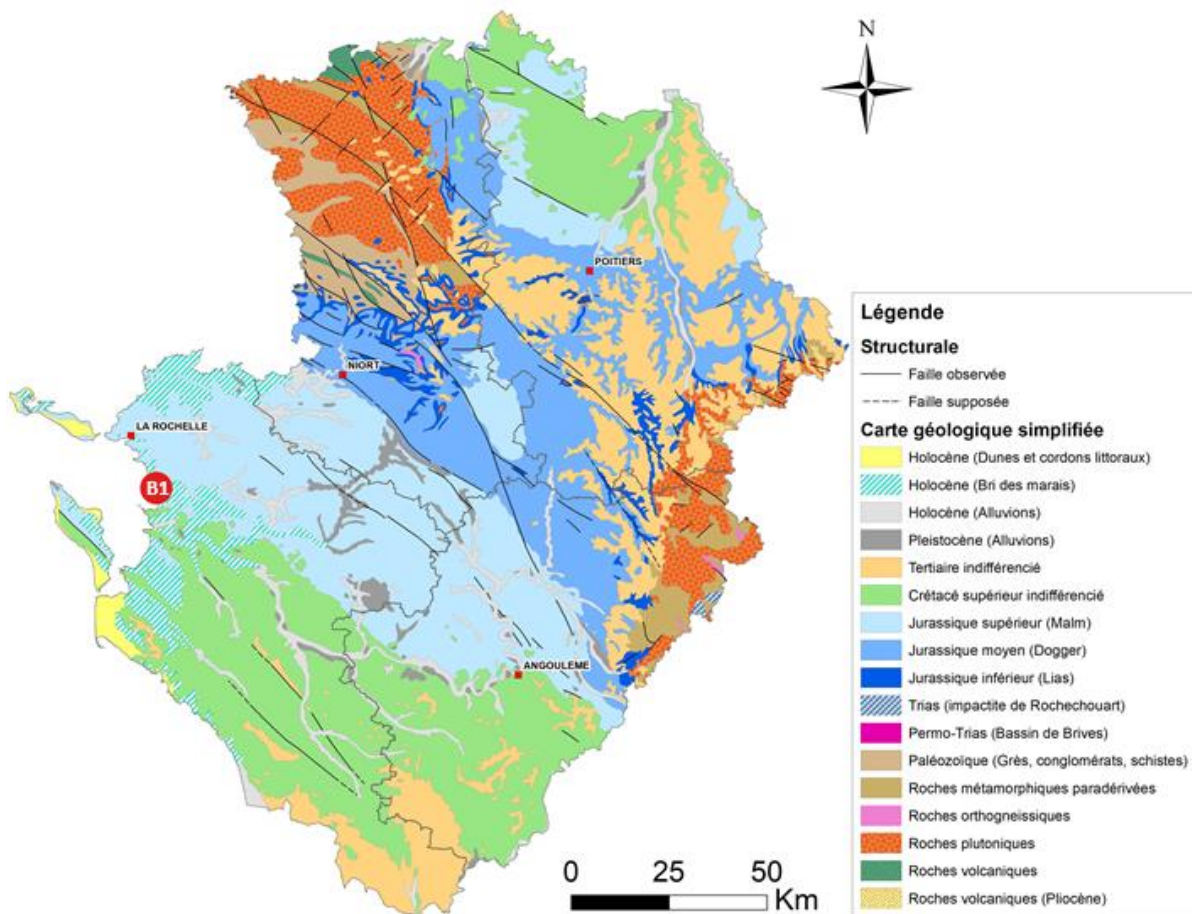 N
POITIERS
NIORT
LA ROCHELLE
B1
ANGOULEME
0 25 50
Km
Légende
Structurale
Faille observée
Faille supposée
Carte géologique simplifiée
Holocène (Dunes et cordons littoraux)
Holocène (Bri des marais)
Holocène (Alluvions)
Pleistocène (Alluvions)
Tertiaire indifférencié
Crétacé supérieur indifférencié
Jurassique supérieur (Malm)
Jurassique moyen (Dogger)
Jurassique inférieur (Lias)
Trias (impactite de Rochechouart)
Permo-Trias (Bassin de Brives)
Paléozoïque (Grès, conglomérats, schistes)
Roches métamorphiques paradérivées
Roches orthogneissiques
Roches plutoniques
Roches volcaniques
Roches volcaniques (Pliocène)